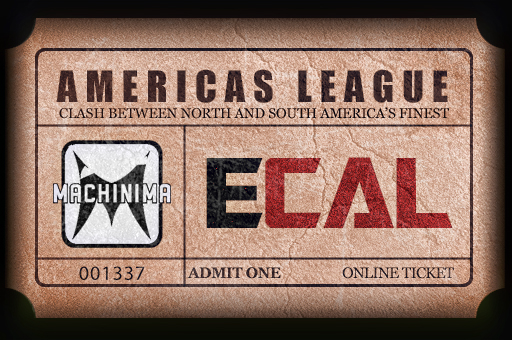 AMERICAS LEAGUE
CLASH BETWEEN NORTH AND SOUTH AMERICA'S FINEST
MACHINIMA
ECAL
001337
ADMIT ONE
ONLINE TICKET